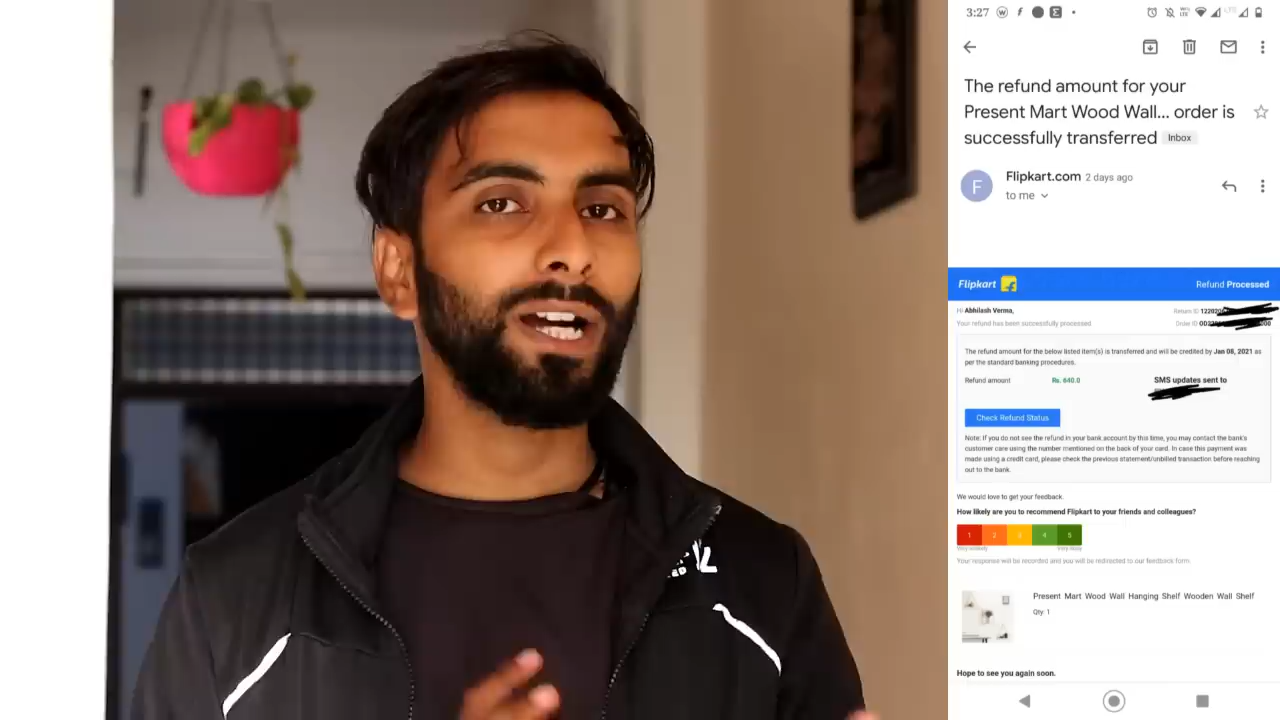 3:27
The refund amount for your
Present Mart Wood Wall... order is
successfully transferred Inbox
F
Flipkart.com 2 days ago
to me
Flipkart
Refund Processed
Hi Abhilash Verma,
Return ID
Your refund has been successfully processed
Order ID
The refund amount for the below listed item(s) is transferred and will be credited by Jan 08, 2021 as
per the standard banking procedures.
Refund amount Rs. 640.0 SMS updates sent to
Check Refund Status
Note: If you do not see the refund in your bank account by this time, you may contact the bank's
customer care using the number mentioned on the back of your card. In case this payment was
made using a credit card, please check the previous statement/unbilled transaction before reaching
out to the bank.
We would love to get your feedback.
How likely are you to recommend Flipkart to your friends and colleagues?
1 2 3 4 5
Very unlikely Very likely
Your response will be recorded and you will be redirected to our feedback form.
Present Mart Wood Wall Hanging Shelf Wooden Wall Shelf
Qty: 1
Hope to see you again soon.